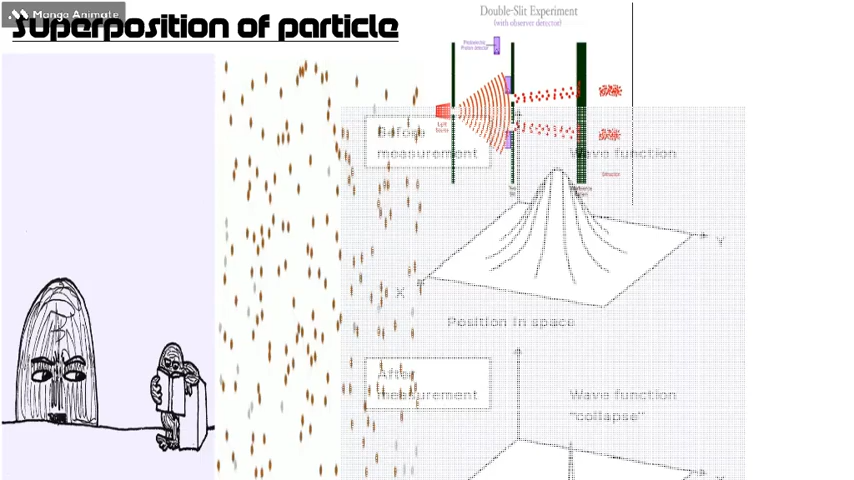 Mango Animate
Superposition of particle
Double-Slit Experiment
(with observer detector)
Before
measurement
Wave function
Y
X
Position in space
After
measurement
Wave function
"collapse"